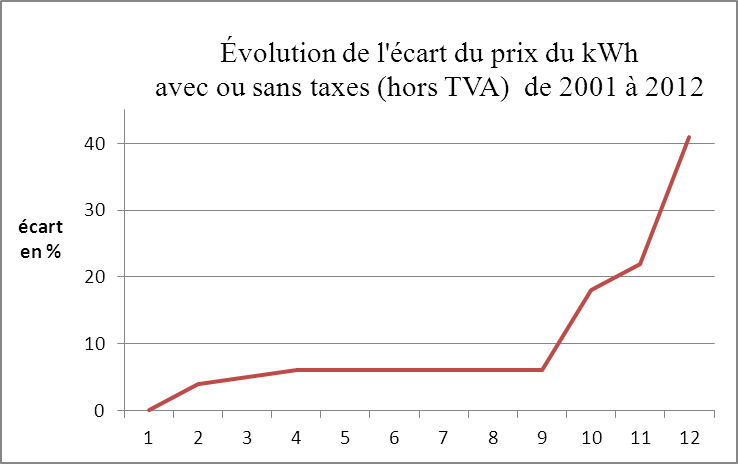 Évolution de l'écart du prix du kWh
avec ou sans taxes (hors TVA) de 2001 à 2012
40
30
écart
en %
20
10
0
1 2 3 4 5 6 7 8 9 10 11 12